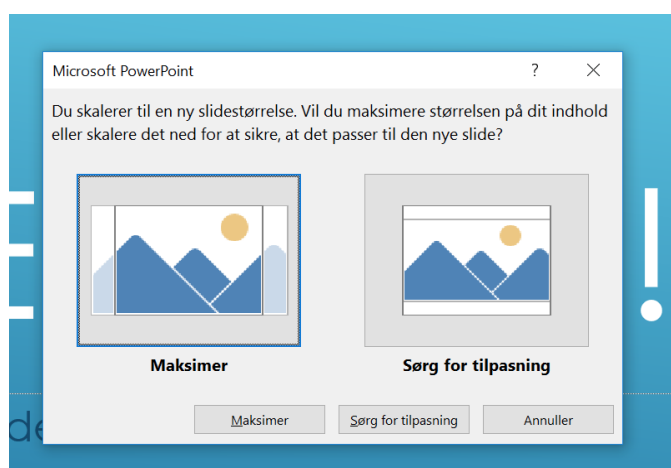 Microsoft PowerPoint
Du skalerer til en ny slidestørrelse. Vil du maksimere størrelsen på dit indhold
eller skalere det ned for at sikre, at det passer til den nye slide?
Maksimer Sørg for tilpasning
Maksimer Sørg for tilpasning Annuller